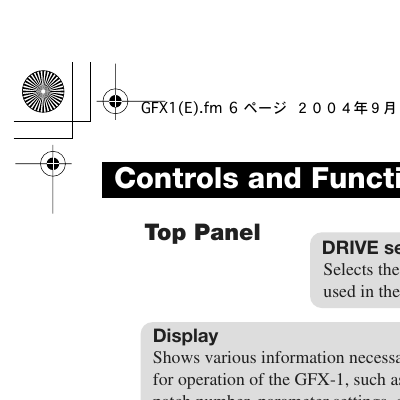 GFX1(E).fm 6 ページ ２００４年９月
Controls and Functi
Top Panel
DRIVE se
Selects the
used in the
Display
Shows various information necessa
for operation of the GFX-1, such as